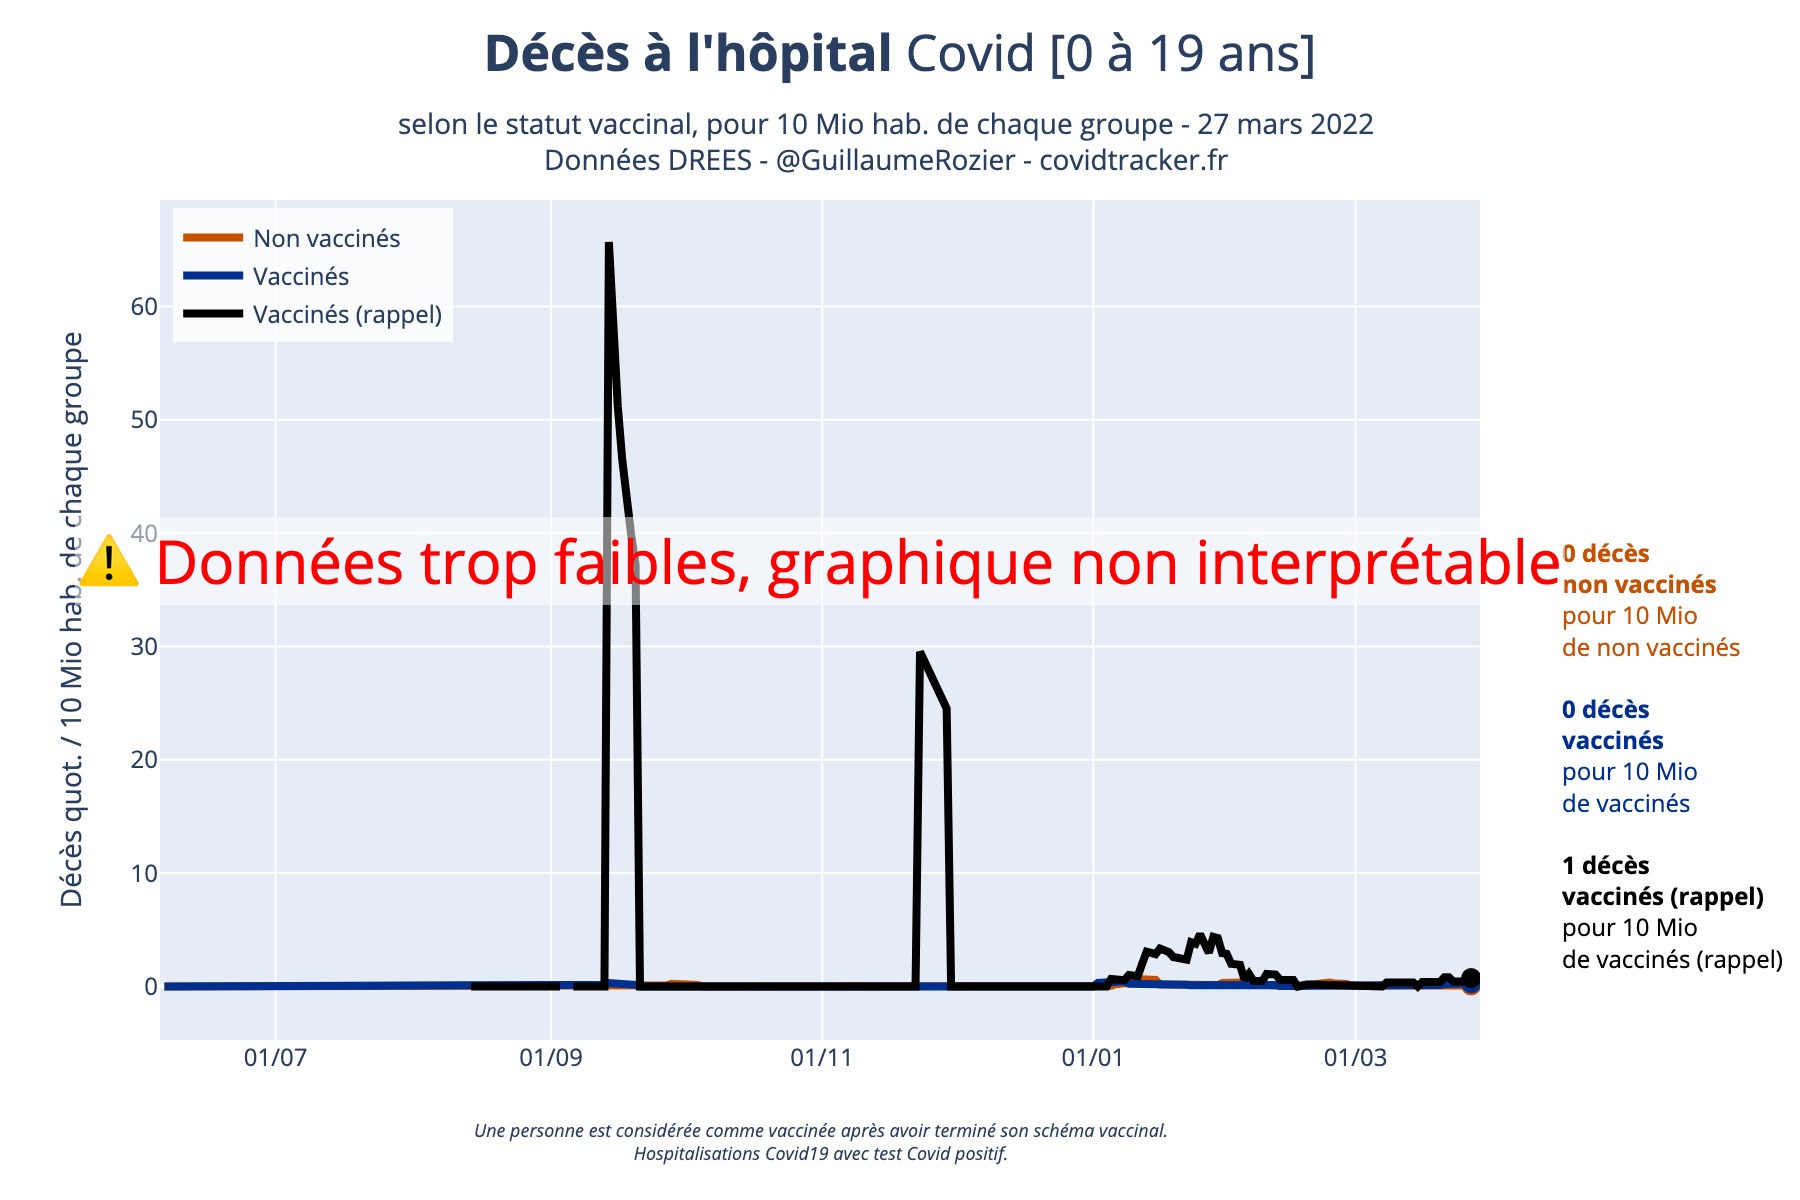 Décès à l'hôpital Covid [0 à 19 ans]
selon le statut vaccinal, pour 10 Mio hab. de chaque groupe - 27 mars 2022
Données DREES - @GuillaumeRozier - covidtracker.fr
Non vaccinés
Vaccinés
Vaccinés (rappel)
Décès quot. / 10 Mio hab. de chaque groupe
60
50
40
30
20
10
0
⚠️ Données trop faibles, graphique non interprétable
0 décès
non vaccinés
pour 10 Mio
de non vaccinés
0 décès
vaccinés
pour 10 Mio
de vaccinés
1 décès
vaccinés (rappel)
pour 10 Mio
de vaccinés (rappel)
01/07
01/09
01/11
01/01
01/03
Une personne est considérée comme vaccinée après avoir terminé son schéma vaccinal.
Hospitalisations Covid19 avec test Covid positif.